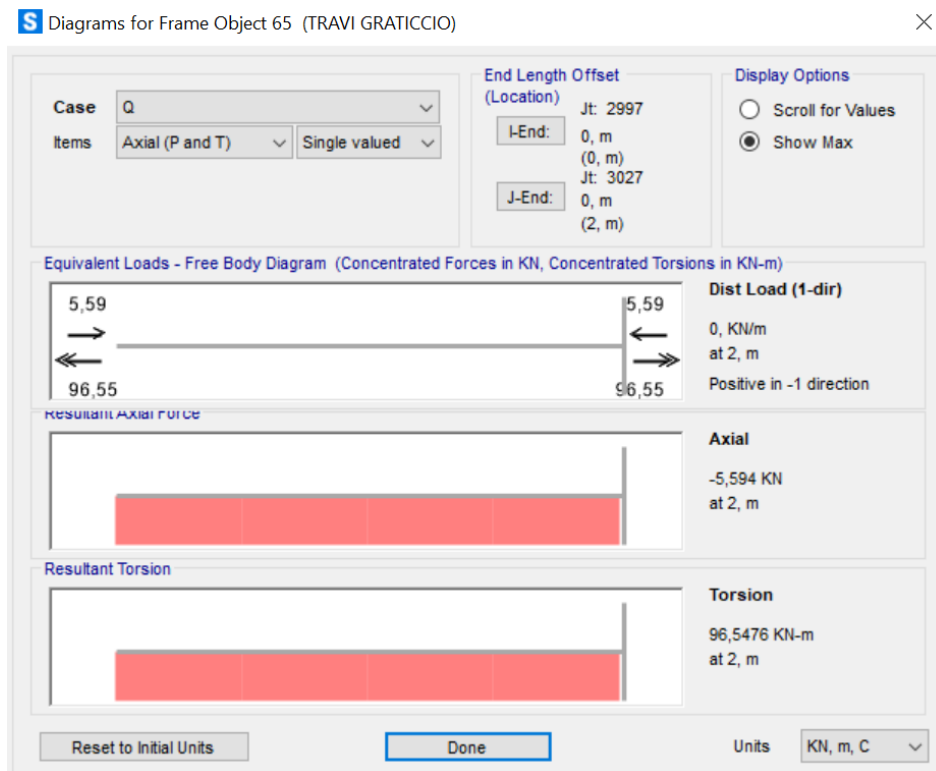 S Diagrams for Frame Object 65 (TRAVI GRATICCIO)
Case Q
Items Axial (P and T) Single valued
End Length Offset
(Location)
I-End:
Jt: 2997
0, m
(0, m)
J-End:
Jt: 3027
0, m
(2, m)
Display Options
Scroll for Values
Show Max
Equivalent Loads - Free Body Diagram (Concentrated Forces in KN, Concentrated Torsions in KN-m)
5,59 5,59
96,55 96,55
Dist Load (1-dir)
0, KN/m
at 2, m
Positive in -1 direction
Resultant Axial Force
Axial
-5,594 KN
at 2, m
Resultant Torsion
Torsion
96,5476 KN-m
at 2, m
Reset to Initial Units Done Units KN, m, C